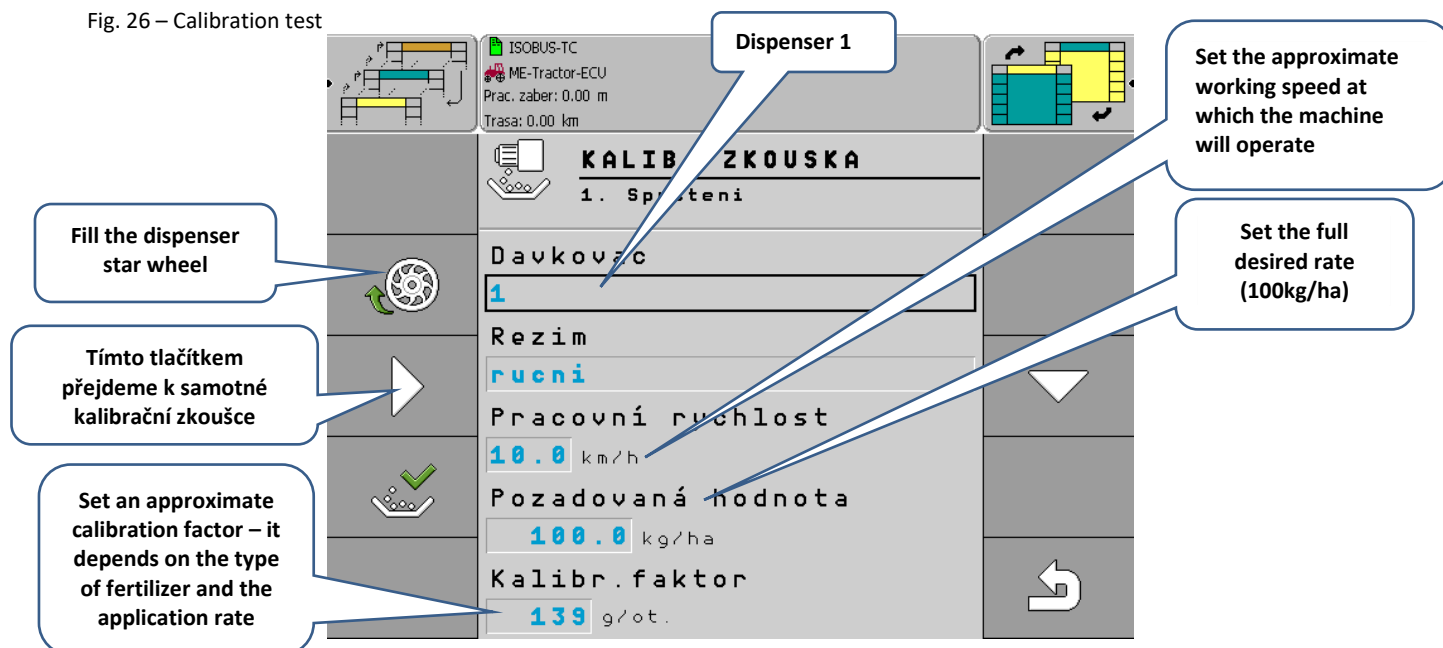 Fig. 26 – Calibration test
ISOBUS-TC
ME-Tractor-ECU
Prac. zaber: 0.00 m
Trasa: 0.00 km
Dispenser 1
Set the approximate
working speed at
which the machine
will operate
KALIB ZKOUSKA
1. Sp teni
Fill the dispenser
star wheel
Set the full
desired rate
(100kg/ha)
Davkovac
1
Rezim
rucni
Tímto tlačítkem
přejdeme k samotné
kalibrační zkoušce
Pracovní rychlost
10.0 km/h
Set an approximate
calibration factor – it
depends on the type
of fertilizer and the
application rate
Pozadovaná hodnota
100.0 kg/ha
Kalibr.faktor
139 g/ot.